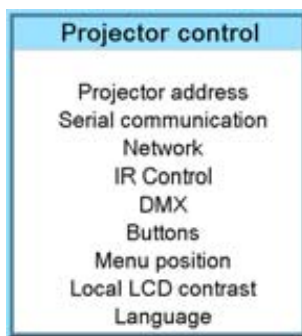 Projector control
Projector address
Serial communication
Network
IR Control
DMX
Buttons
Menu position
Local LCD contrast
Language